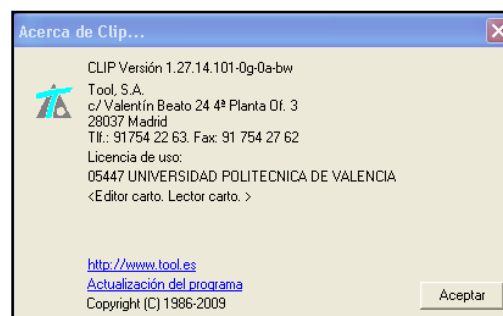 Acerca de Clip...
CLIP Versión 1.27.14.101-0g-0a-bw
Tool, S.A.
c/ Valentín Beato 24 4ª Planta Of. 3
28037 Madrid
Tlf.: 91754 22 63. Fax: 91 754 27 62
Licencia de uso:
05447 UNIVERSIDAD POLITECNICA DE VALENCIA
<Editor carto. Lector carto. >
http://www.tool.es
Actualización del programa
Copyright (C) 1986-2009
Aceptar